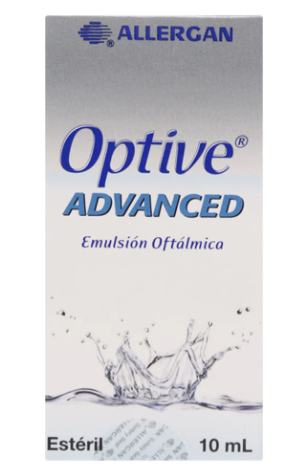 ALLERGAN
Optive®
ADVANCED
Emulsión Oftálmica
Estéril 10 mL